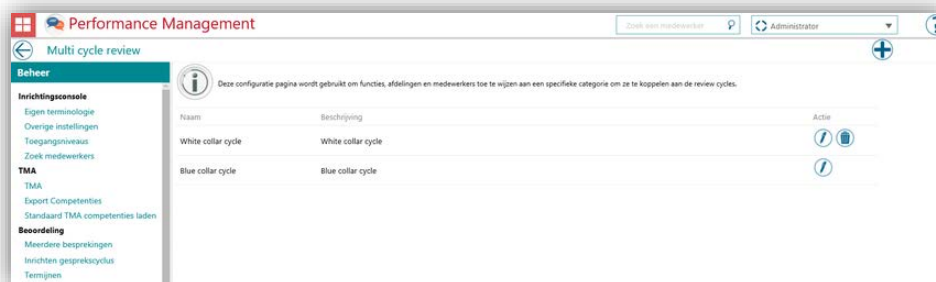 Performance Management
Zoek een medewerker
Administrator
Multi cycle review
Beheer
Deze configuratie pagina wordt gebruikt om functies, afdelingen en medewerkers toe te wijzen aan een specifieke categorie om ze te koppelen aan de review cycles.
Inrichtingsconsole
Eigen terminologie
Overige instellingen
Toegangsniveaus
Zoek medewerkers
TMA
TMA
Export Competenties
Standaard TMA competenties laden
Beoordeling
Meerdere besprekingen
Inrichten gesprekscyclus
Termijnen
Naam Beschrijving Actie
White collar cycle White collar cycle
Blue collar cycle Blue collar cycle